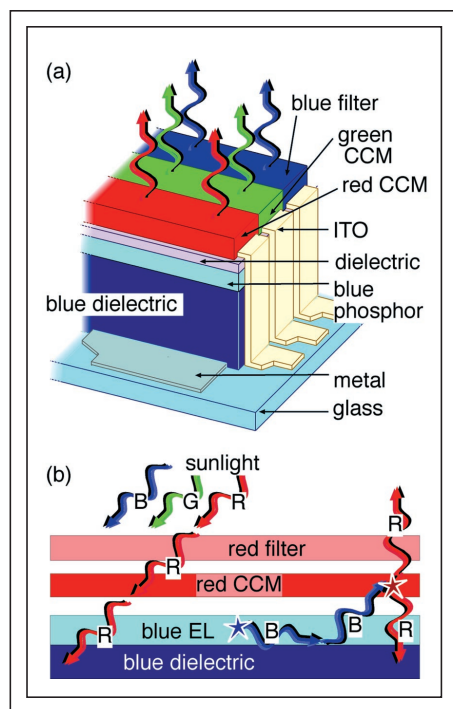 (a)
blue filter
green
CCM
red CCM
ITO
dielectric
blue
phosphor
blue dielectric
metal
glass
(b)
sunlight
B G R
R
red filter
R
red CCM
R
blue EL
B
B
R
blue dielectric